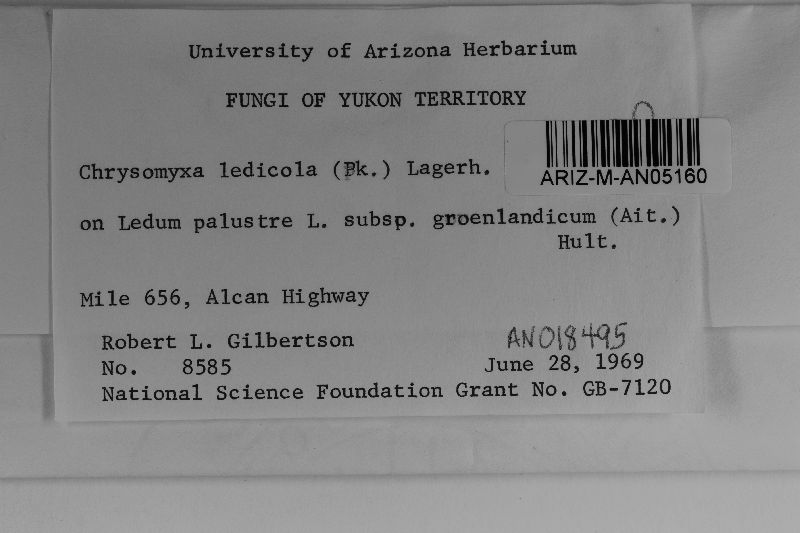 University of Arizona Herbarium
FUNGI OF YUKON TERRITORY
Chrysomyxa ledicola (Pk.) Lagerh.
ARIZ-M-AN05160
on Ledum palustre L. subsp. groenlandicum (Ait.)
Hult.
Mile 656, Alcan Highway
Robert L. Gilbertson
AN018495
No. 8585
June 28, 1969
National Science Foundation Grant No. GB-7120